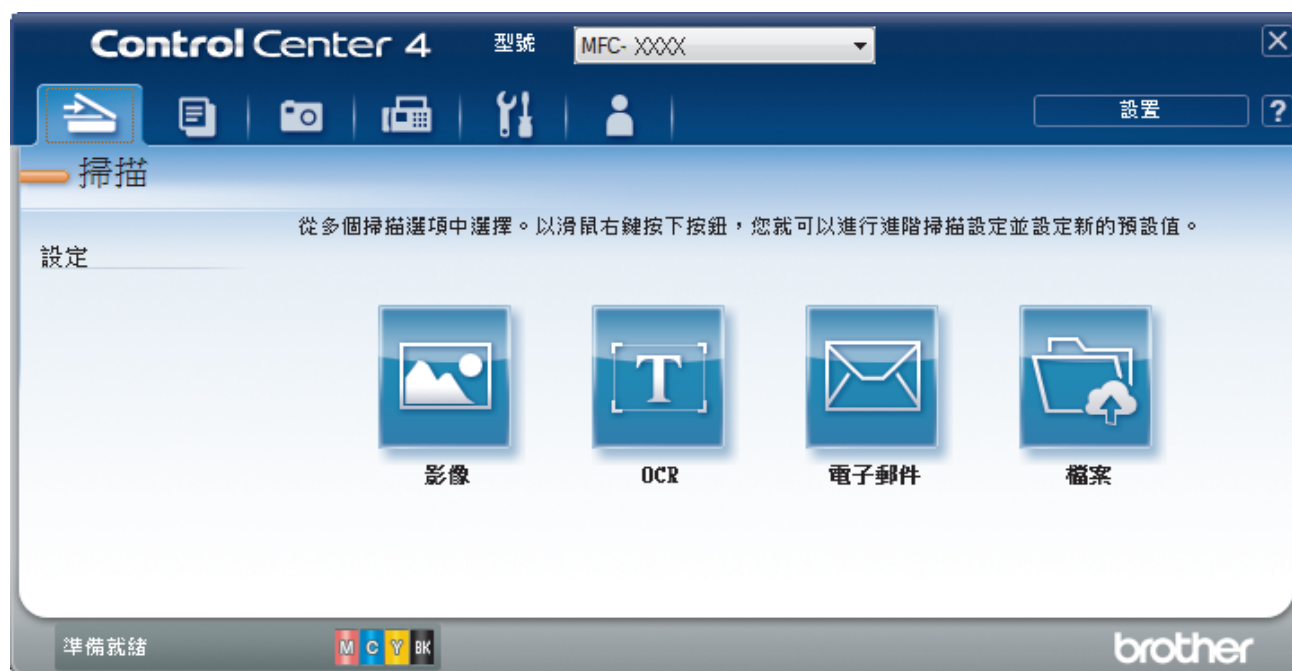 Control Center 4 型號 MFC- XXXX
設置 ?
掃描
從多個掃描選項中選擇。以滑鼠右鍵按下按鈕，您就可以進行進階掃描設定並設定新的預設值。
設定
T
影像 OCR 電子郵件 檔案
準備就緒 M C Y BK brother